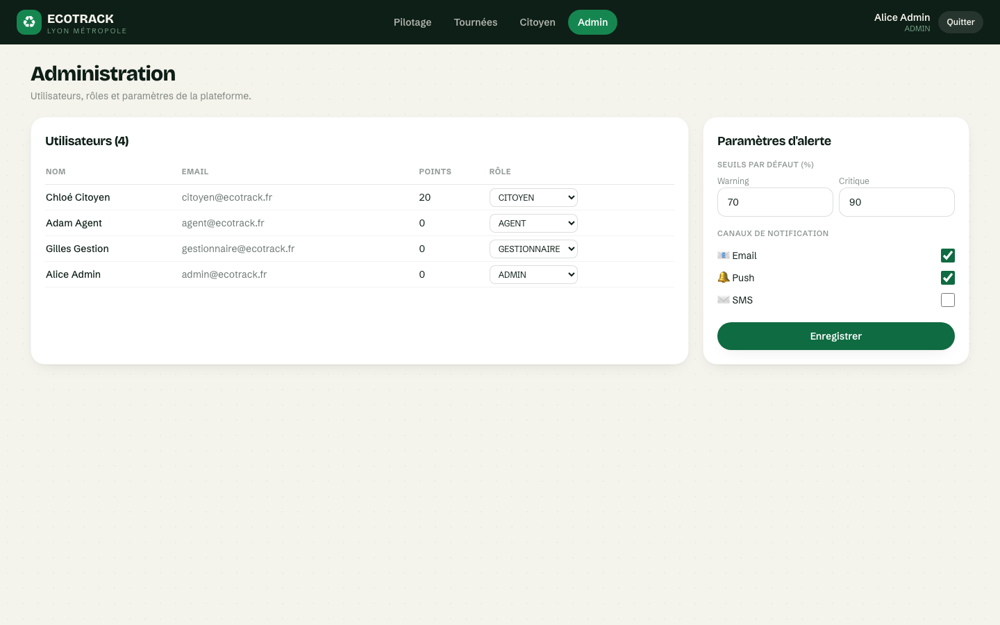 ECOTRACK
LYON MÉTROPOLE
Pilotage Tournées Citoyen Admin
Alice Admin
ADMIN
Quitter
Administration
Utilisateurs, rôles et paramètres de la plateforme.
Utilisateurs (4)
NOM EMAIL POINTS RÔLE
Chloé Citoyen citoyen@ecotrack.fr 20 CITOYEN
Adam Agent agent@ecotrack.fr 0 AGENT
Gilles Gestion gestionnaire@ecotrack.fr 0 GESTIONNAIRE
Alice Admin admin@ecotrack.fr 0 ADMIN
Paramètres d'alerte
SEUILS PAR DÉFAUT (%)
Warning Critique
70 90
CANAUX DE NOTIFICATION
Email
Push
SMS
Enregistrer